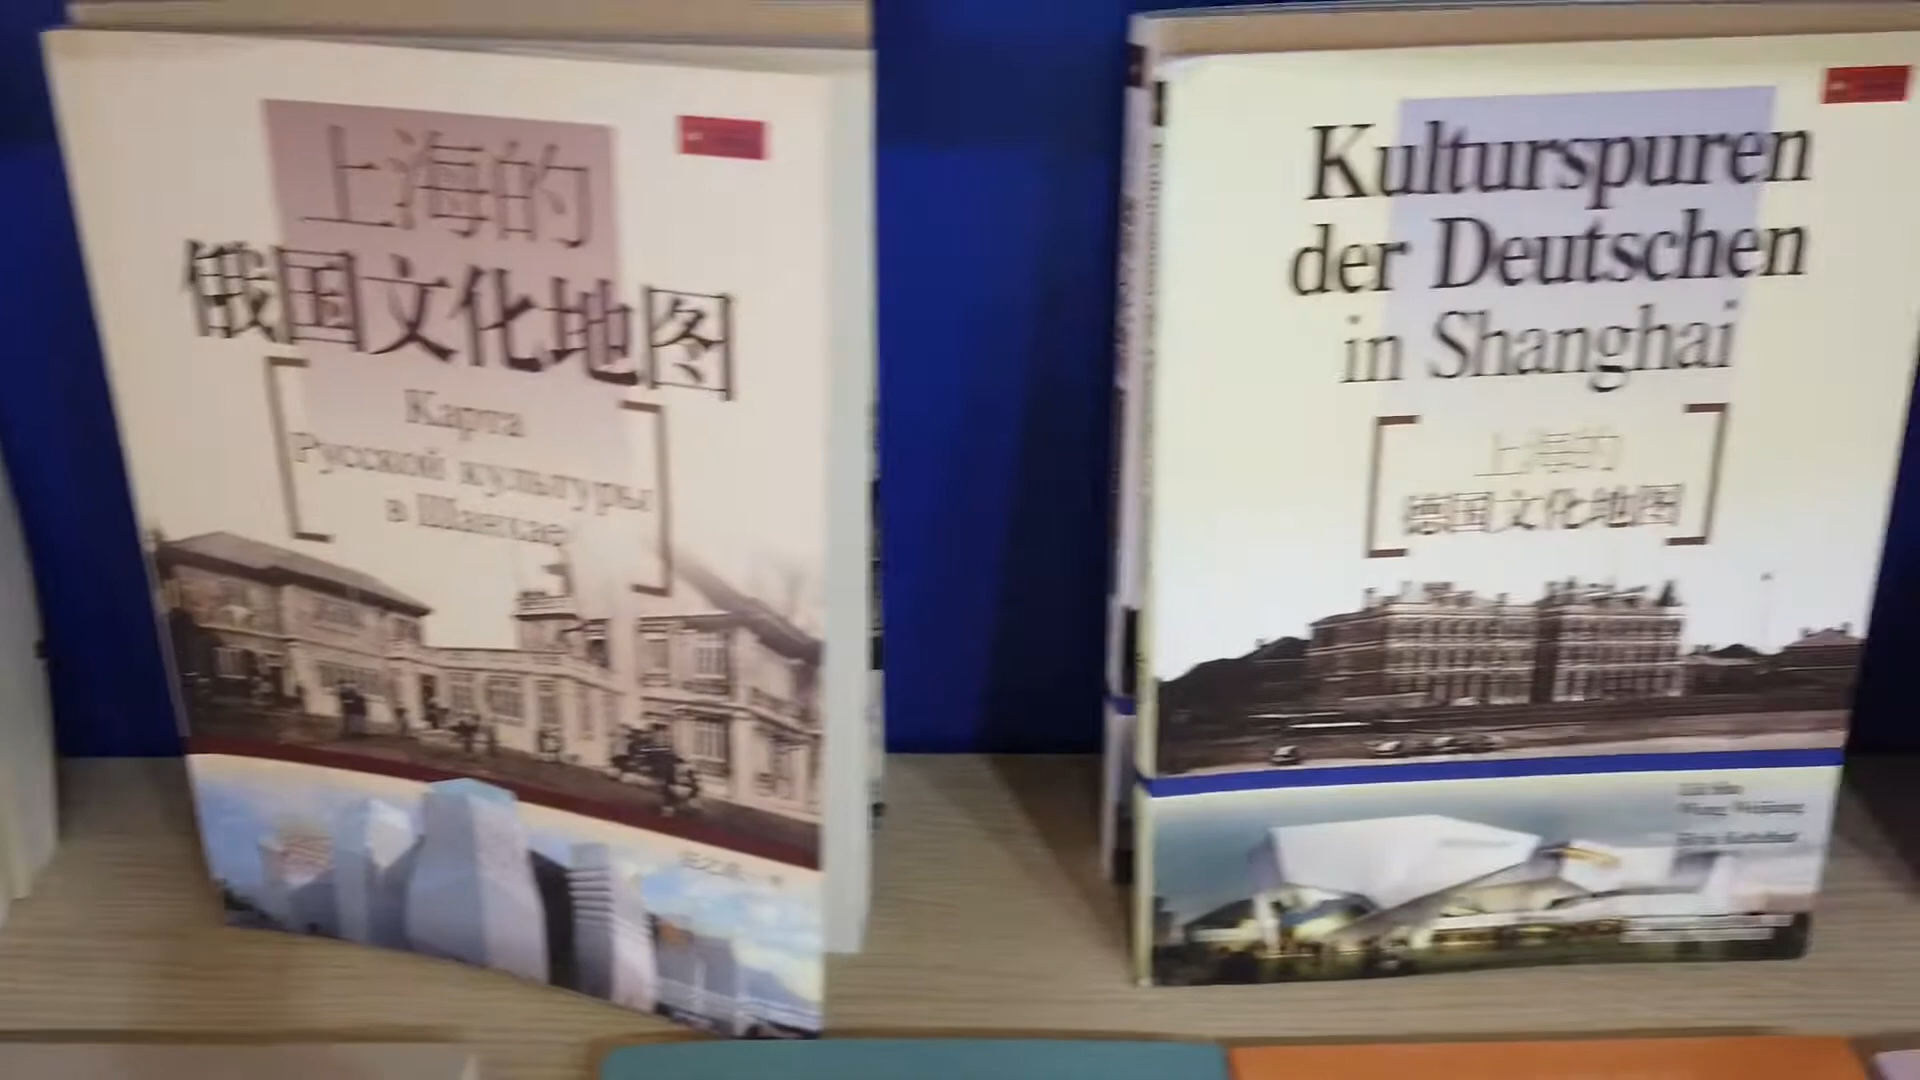 上海的
俄国文化地图
Карта
Русской культуры
в Шанхае
Kulturspuren
der Deutschen
in Shanghai
上海的
德国文化地图